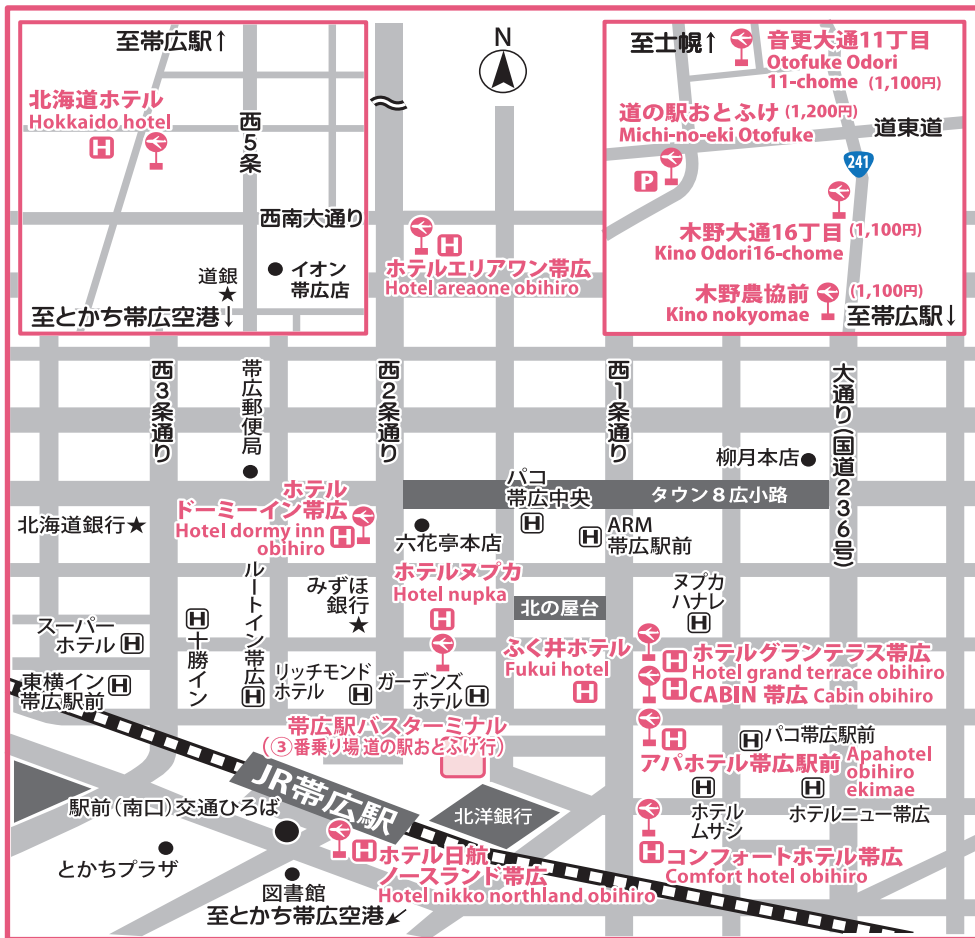 至帯広駅↑
北海道ホテル
Hokkaido hotel
H
西5条
西南大通り
道銀
★
イオン
帯広店
至とかち帯広空港↓
N
至士幌↑
音更大通11丁目
Otofuke Odori
11-chome (1,100円)
道の駅おとふけ (1,200円)
Michi-no-eki Otofuke
道東道
P
241
木野大通16丁目 (1,100円)
Kino Odori16-chome
木野農協前 (1,100円)
Kino nokyomae
至帯広駅↓
H
ホテルエリアワン帯広
Hotel areaone obihiro
西3条通り
帯広郵便局
西2条通り
西1条通り
大通り(国道236号)
柳月本店
タウン8広小路
パコ
帯広中央
H
ARM
帯広駅前
H
ホテル
ドーミーイン帯広
Hotel dormy inn
obihiro
H
北海道銀行★
六花亭本店
ホテルヌプカ
Hotel nupka
H
みずほ
銀行
★
北の屋台
ヌプカ
ハナレ
H
スーパー
ホテル H
H
十勝イン
ルートイン帯広
H
リッチモンド
ホテル H
ガーデンズ
ホテル H
ふく井ホテル
Fukui hotel
H
H ホテルグランテラス帯広
Hotel grand terrace obihiro
H CABIN 帯広 Cabin obihiro
東横イン
帯広駅前 H
帯広駅バスターミナル
(③番乗り場 道の駅おとふけ行)
H
H パコ帯広駅前
アパホテル帯広駅前
Apahotel
obihiro
ekimae
H
ホテル
ムサシ
H
ホテルニュー帯広
JR帯広駅
北洋銀行
駅前(南口)交通ひろば
とかちプラザ
図書館
至とかち帯広空港↙
H ホテル日航
ノースランド帯広
Hotel nikko northland obihiro
H コンフォートホテル帯広
Comfort hotel obihiro